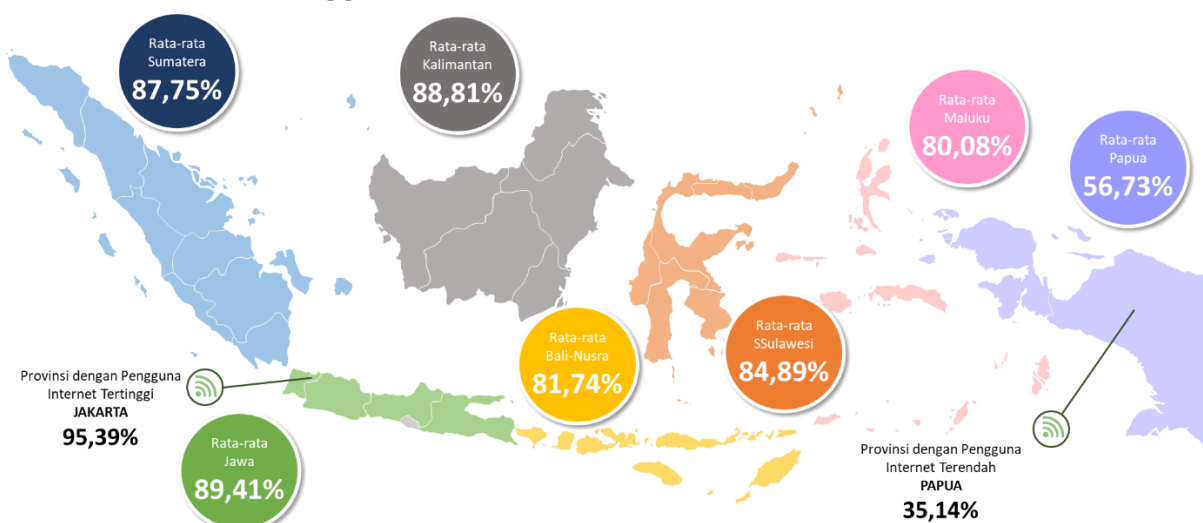 Rata-rata
Sumatera
87,75%
Rata-rata
Kalimantan
88,81%
Rata-rata
Maluku
80,08%
Rata-rata
Papua
56,73%
Rata-rata
Bali-Nusra
81,74%
Rata-rata
SSulawesi
84,89%
Provinsi dengan Pengguna
Internet Tertinggi
JAKARTA
95,39%
Rata-rata
Jawa
89,41%
Provinsi dengan Pengguna
Internet Terendah
PAPUA
35,14%